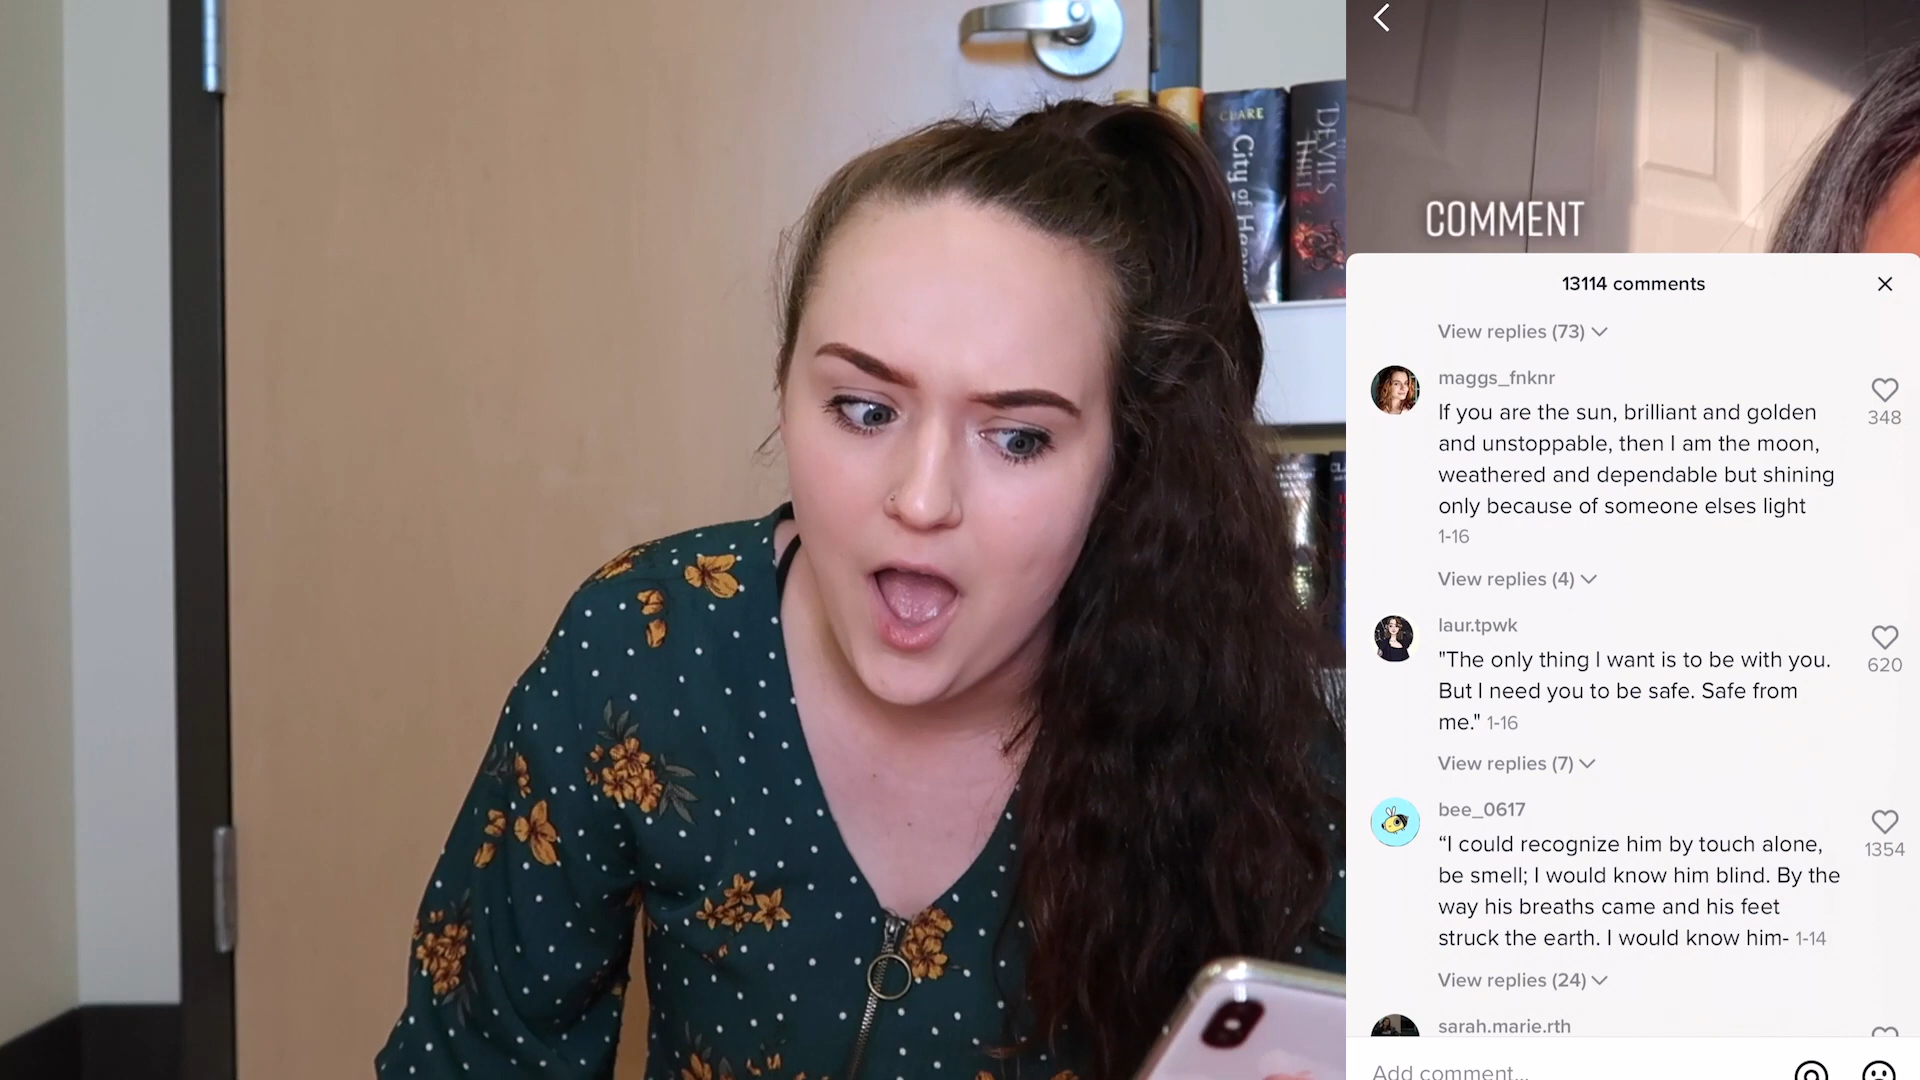 CLARE
City of Heav
DEVILS
THIEF
COMMENT
13114 comments
View replies (73)
maggs_fnknr
If you are the sun, brilliant and golden
and unstoppable, then I am the moon,
weathered and dependable but shining
only because of someone elses light
1-16
348
View replies (4)
laur.tpwk
"The only thing I want is to be with you.
But I need you to be safe. Safe from
me." 1-16
620
View replies (7)
bee_0617
“I could recognize him by touch alone,
be smell; I would know him blind. By the
way his breaths came and his feet
struck the earth. I would know him- 1-14
1354
View replies (24)
sarah.marie.rth
Add comment...